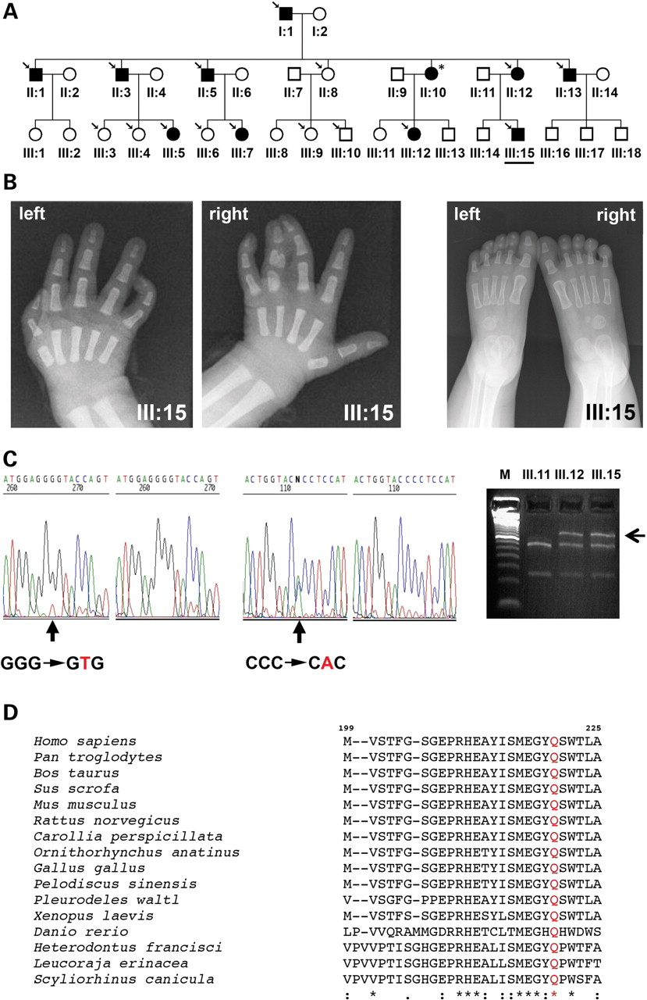 A
I:1 I:2
*
II:1 II:2 II:3 II:4 II:5 II:6 II:7 II:8 II:9 II:10 II:11 II:12 II:13 II:14
III:1 III:2 III:3 III:4 III:5 III:6 III:7 III:8 III:9 III:10 III:11 III:12 III:13 III:14 III:15 III:16 III:17 III:18
B
left right left right
III:15 III:15 III:15
C
ATGGAGGGGTACCAGT ATGGAGGGGTACCAGT ACTGGTACNCCTCCAT ACTGGTACCCCTCCAT M III.11 III.12 III.15
260 270 260 270 110 110
GGG GTG CCC CAC
D
199 225
Homo sapiens M--VSTFG-SGEPRHEAYISMEGYQSWTLA
Pan troglodytes M--VSTFG-SGEPRHEAYISMEGYQSWTLA
Bos taurus M--VSTFG-SGEPRHEAYISMEGYQSWTLA
Sus scrofa M--VSTFG-SGEPRHEAYISMEGYQSWTLA
Mus musculus M--VSTFG-SGEPRHEAYISMEGYQSWTLA
Rattus norvegicus M--VSTFG-SGEPRHEAYISMEGYQSWTLA
Carollia perspicillata M--VSTFG-SGEPRHEAYISMEGYQSWTLA
Ornithorhynchus anatinus M--VSTFG-SGEPRHETYISMEGYQSWTLA
Gallus gallus M--VSTFG-SGEPRHETYISMEGYQSWTLA
Pelodiscus sinensis M--VSTFG-SGEPRHETYISMEGYQSWTLA
Pleurodeles waltl V--VSGFG-PPEPRHEAYISMEGYQSWTLA
Xenopus laevis M--VSTFS-SGEPRHESYLSMEGYQSWTLA
Danio rerio LP-VVQRAMMGDRRHETCLTMEGHQHWDWS
Heterodontus francisci VPVVPTISGHGEPRHEALISMEGYQPWTFA
Leucoraja erinacea VPVVPTISGHGEPRHEALLSMEGYQPWTFT
Scyliorhinus canicula VPVVPTISGHGEPRHEALISMEGYQPWSFA
: * . : ***: ::***:* * :